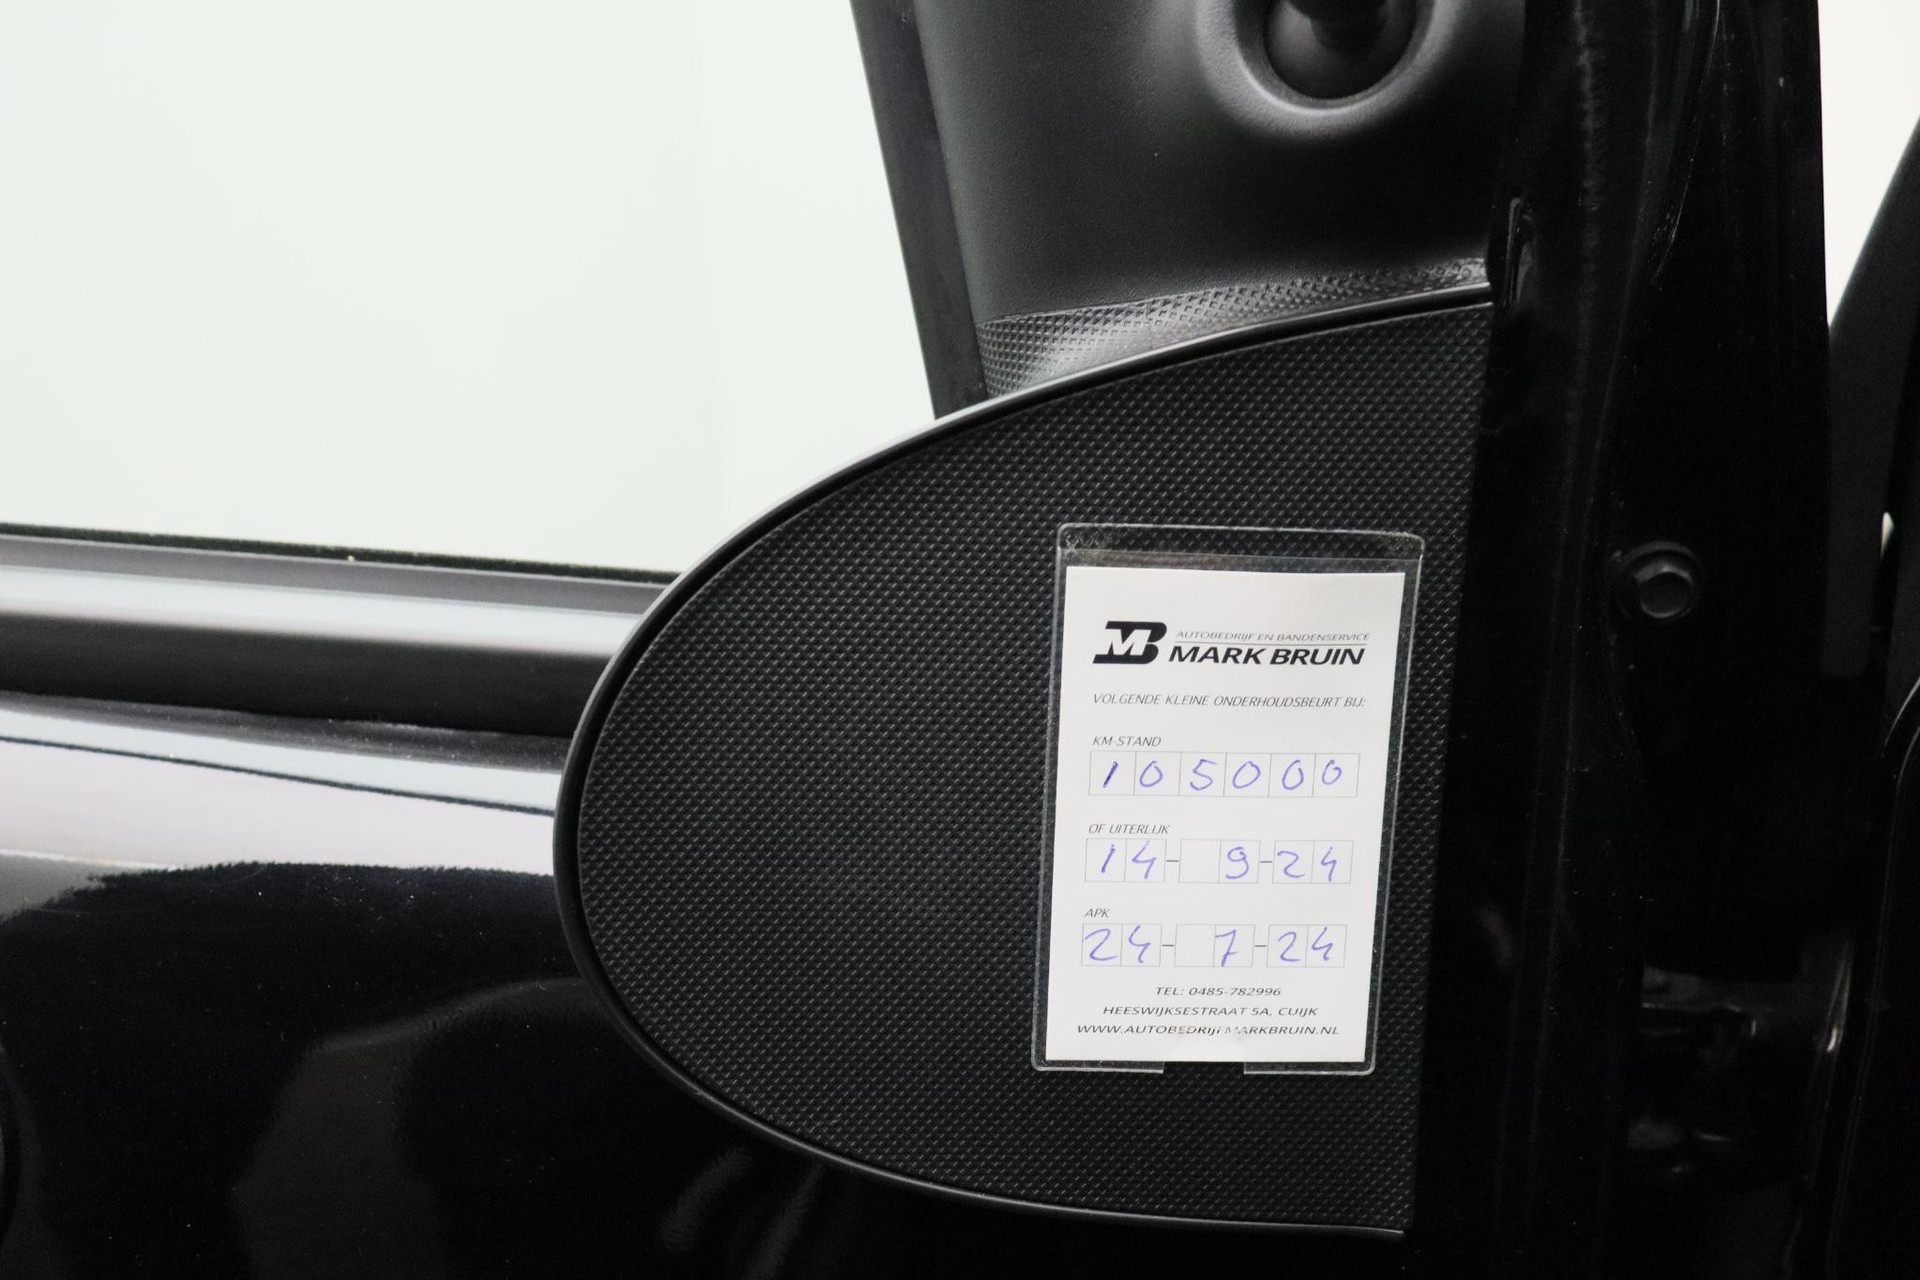 MB AUTOBEDRIJF EN BANDENSERVICE
MARK BRUIN
VOLGENDE KLEINE ONDERHOUDSBEURT BIJ:
KM-STAND
105000
OF UITERLIJK
14- 9-24
APK
24- 7-24
TEL: 0485-782996
HEESWIJKSESTRAAT 5A, CUIJK
WWW.AUTOBEDRIJFMARKBRUIN.NL